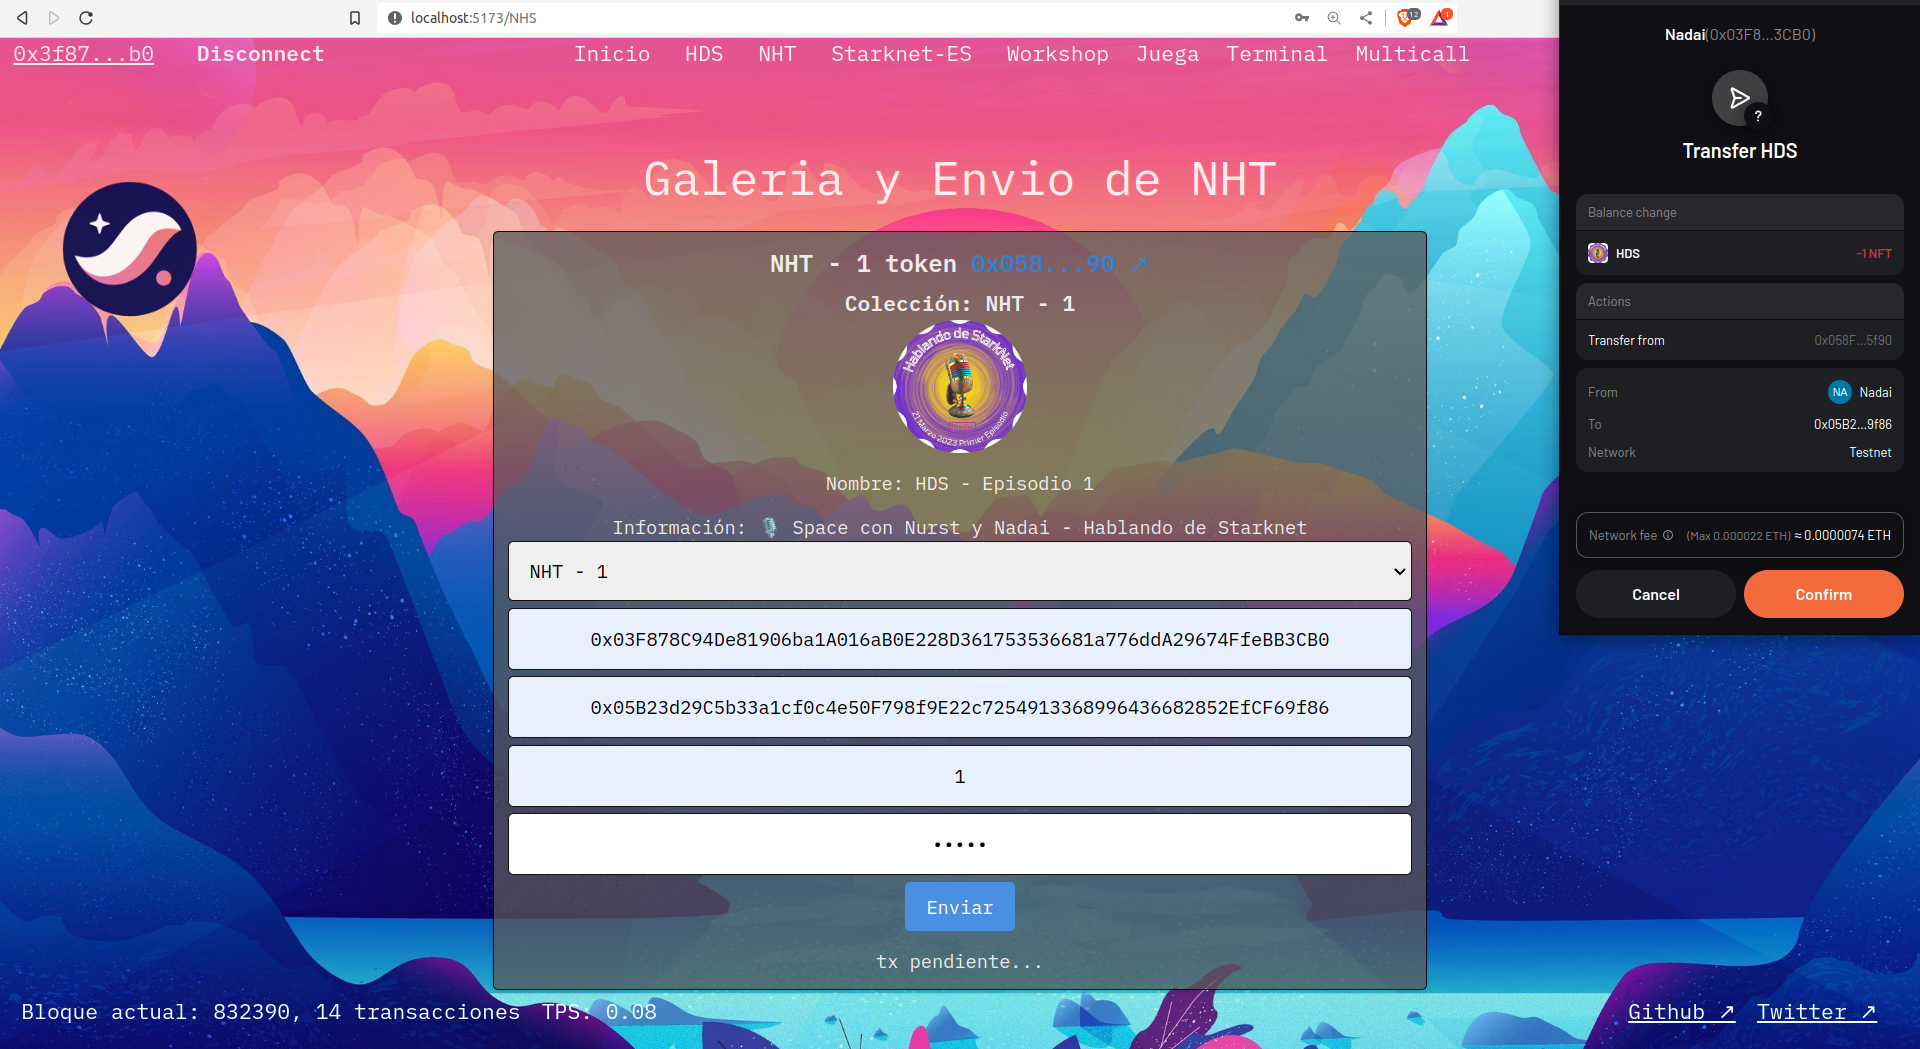 localhost:5173/NHS
12
1
0x3f87...b0 Disconnect Inicio HDS NHT Starknet-ES Workshop Juega Terminal Multicall
Galeria y Envio de NHT
NHT - 1 token 0x058...90 ↗
Colección: NHT - 1
Hablando de StarkNet
21 Marzo 2023 Primer Episodio
Nombre: HDS - Episodio 1
Información: 🎙️ Space con Nurst y Nadai - Hablando de Starknet
NHT - 1
0x03F878C94De81906ba1A016aB0E228D361753536681a776ddA29674FfeBB3CB0
0x05B23d29C5b33a1cf0c4e50F798f9E22c7254913368996436682852EfCF69f86
1
•••••
Enviar
tx pendiente...
Bloque actual: 832390, 14 transacciones TPS: 0.08
Github ↗ Twitter ↗
Nadai(0x03F8...3CB0)
?
Transfer HDS
Balance change
HDS -1 NFT
Actions
Transfer from 0x058F...5f90
From NA Nadai
To 0x05B2...9f86
Network Testnet
Network fee (Max 0.000022 ETH) ≈ 0.0000074 ETH
Cancel Confirm